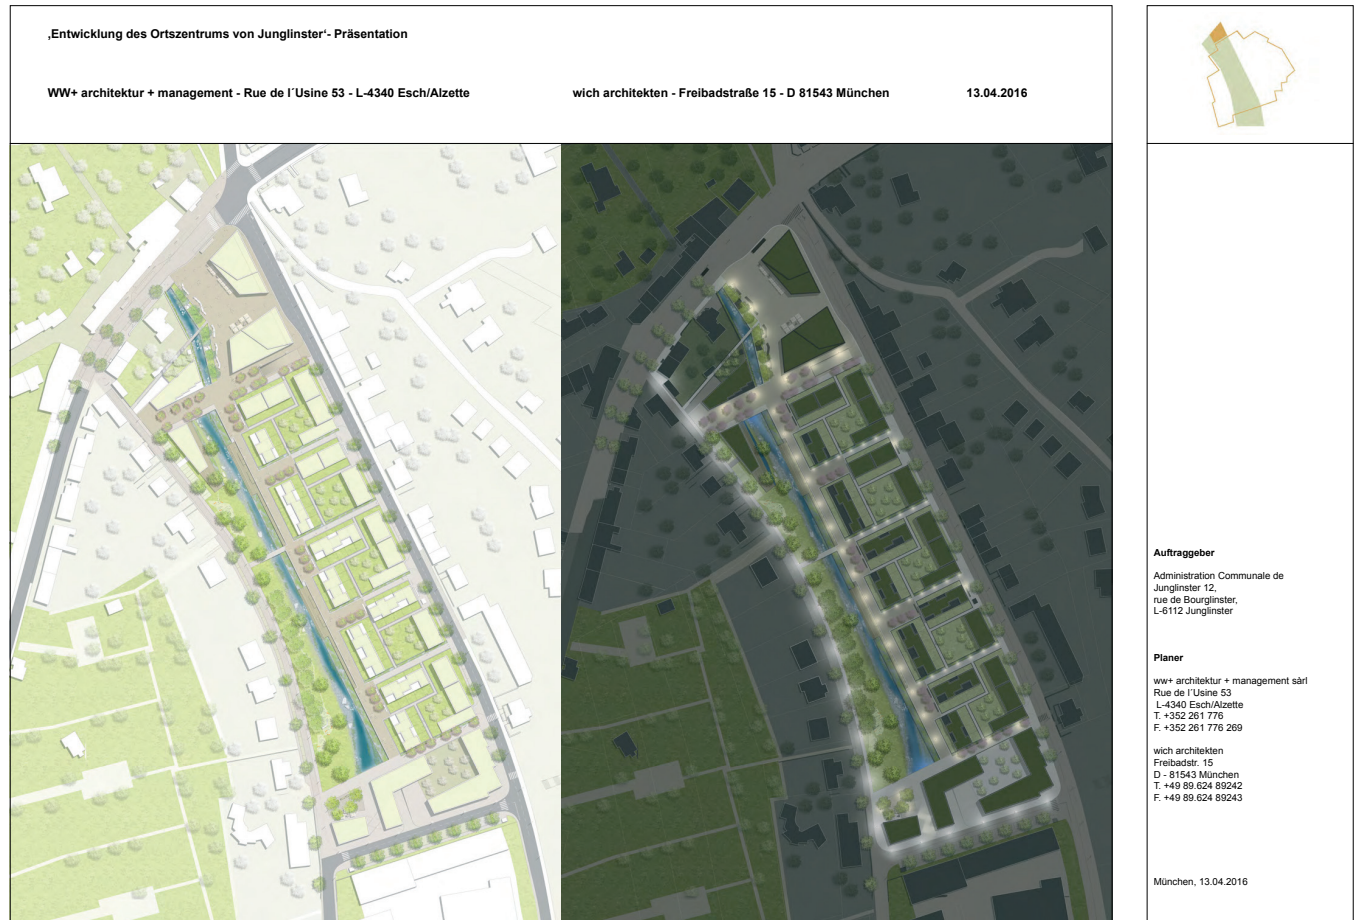 ‚Entwicklung des Ortszentrums von Junglinster‘- Präsentation
WW+ architektur + management - Rue de l´Usine 53 - L-4340 Esch/Alzette
wich architekten - Freibadstraße 15 - D 81543 München
13.04.2016
Auftraggeber
Administration Communale de
Junglinster 12,
rue de Bourglinster,
L-6112 Junglinster
Planer
ww+ architektur + management sàrl
Rue de l´Usine 53
L-4340 Esch/Alzette
T. +352 261 776
F. +352 261 776 269
wich architekten
Freibadstr. 15
D - 81543 München
T. +49 89.624 89242
F. +49 89.624 89243
München, 13.04.2016